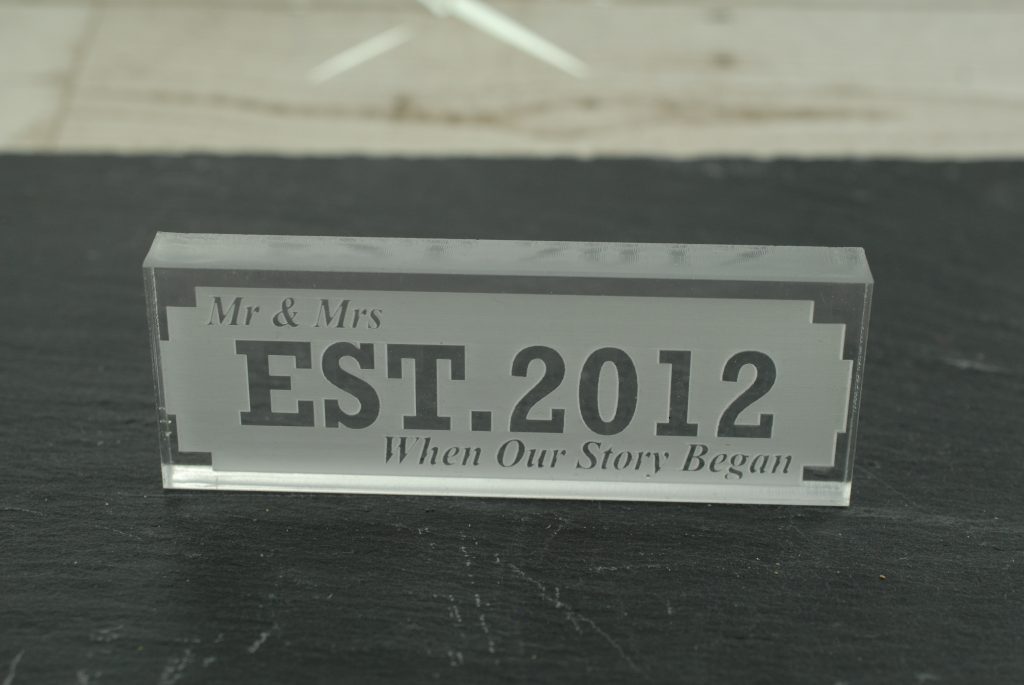 Mr & Mrs
EST.2012
When Our Story Began